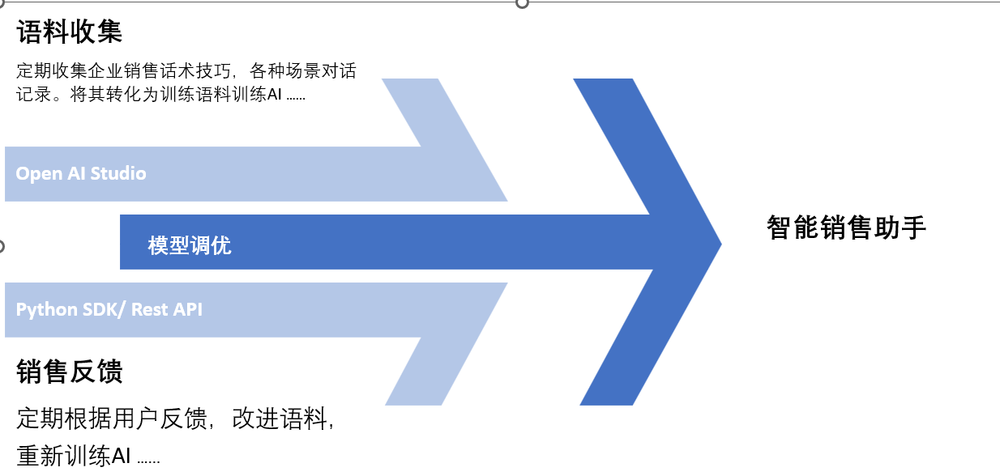 语料收集
定期收集企业销售话术技巧，各种场景对话
记录。将其转化为训练语料训练AI ......
Open AI Studio
模型调优
智能销售助手
Python SDK/ Rest API
销售反馈
定期根据用户反馈，改进语料，
重新训练AI ......